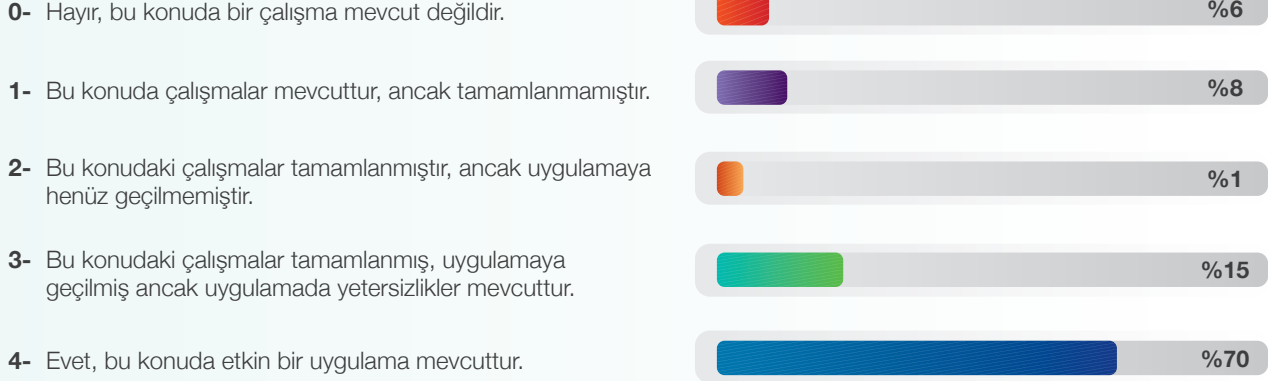 0- Hayır, bu konuda bir çalışma mevcut değildir.
%6
1- Bu konuda çalışmalar mevcuttur, ancak tamamlanmamıştır.
%8
2- Bu konudaki çalışmalar tamamlanmıştır, ancak uygulamaya
henüz geçilmemiştir.
%1
3- Bu konudaki çalışmalar tamamlanmış, uygulamaya
geçilmiş ancak uygulamada yetersizlikler mevcuttur.
%15
4- Evet, bu konuda etkin bir uygulama mevcuttur.
%70